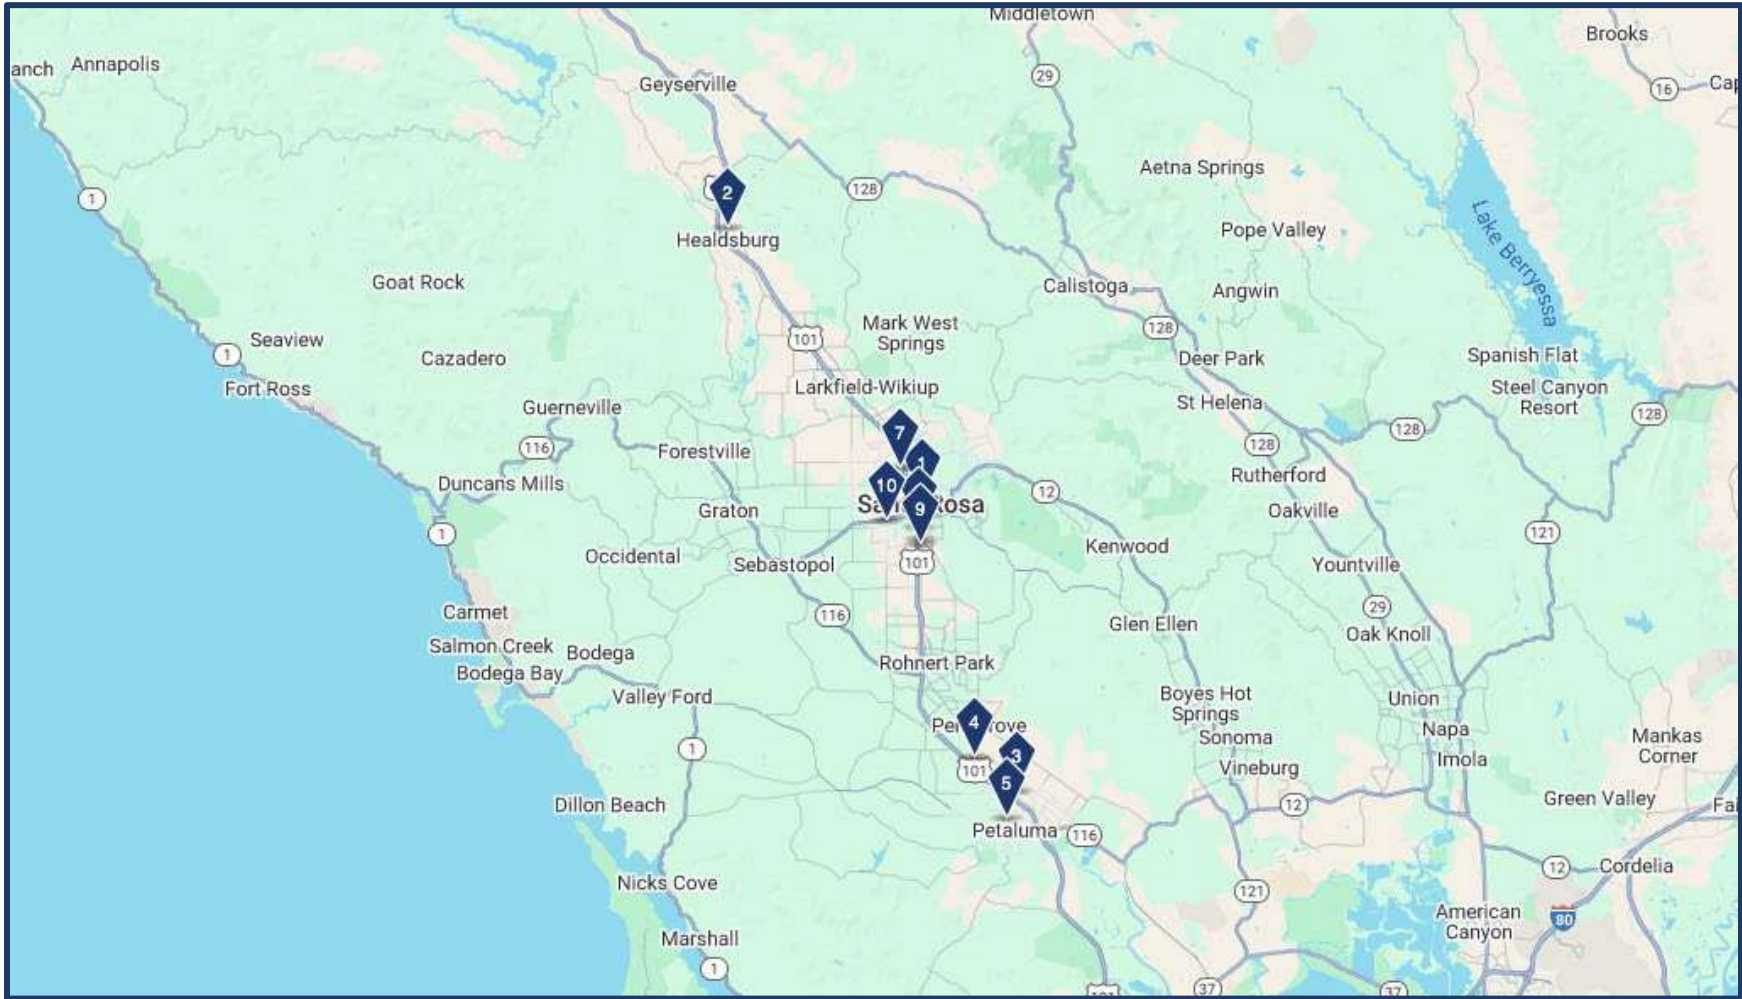 Middletown
Brooks
anch
Annapolis
29
16
Geyserville
Aetna Springs
128
1
2
Healdsburg
Pope Valley
Lake Berryessa
Goat Rock
Calistoga
Angwin
Seaview
1
Mark West
Springs
101
128
Cazadero
Deer Park
Spanish Flat
Fort Ross
Larkfield-Wikiup
Steel Canyon
Resort
Guerneville
St Helena
128
128
116
7
128
Forestville
1
Rutherford
Duncans Mills
10
12
Graton
9
Oakville
1
121
Occidental
Sebastopol
101
Kenwood
Yountville
Carmet
116
29
Glen Ellen
Oak Knoll
Salmon Creek
Bodega
Bodega Bay
Rohnert Park
Valley Ford
Boyes Hot
Springs
Union
4
Napa
Sonoma
Mankas
Corner
1
3
Imola
101
Vineburg
5
Dillon Beach
12
Green Valley
Petaluma
116
12
Cordelia
Nicks Cove
121
American
Canyon
80
Marshall
1
37
37